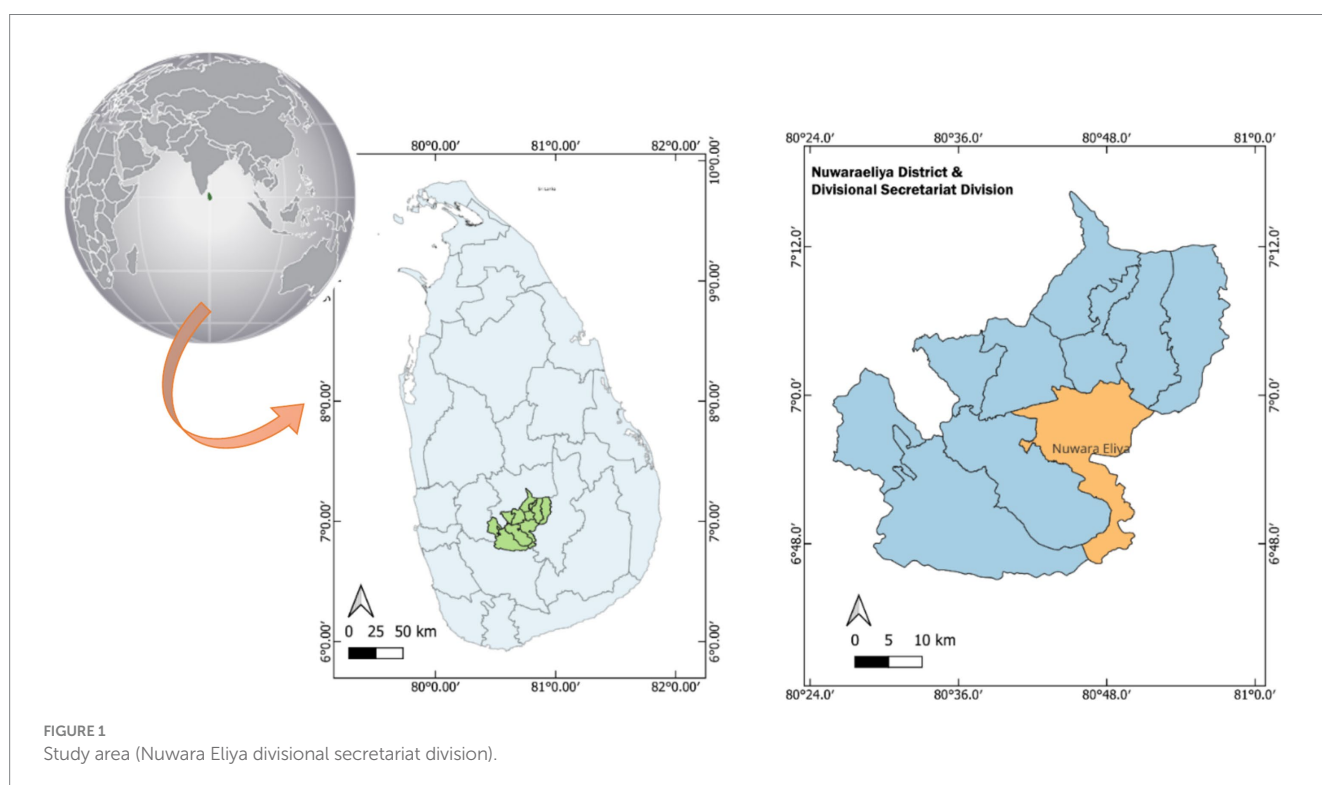 80°0.00′ 81°0.00′ 82°0.00′
10°0.00′
9°0.00′ 9°0.00′
8°0.00′ 8°0.00′
7°0.00′ 7°0.00′
6°0.00′ 6°0.00′
0 25 50 km
80°0.00′ 81°0.00′ 82°0.00′
80°24.0′ 80°36.0′ 80°48.0′ 81°0.0′
Nuwaraeliya District &
Divisional Secretariat Division
7°12.0′ 7°12.0′
7°0.0′ 7°0.0′
Nuwara Eliya
6°48.0′ 6°48.0′
0 5 10 km
80°24.0′ 80°36.0′ 80°48.0′ 81°0.0′
FIGURE 1
Study area (Nuwara Eliya divisional secretariat division).